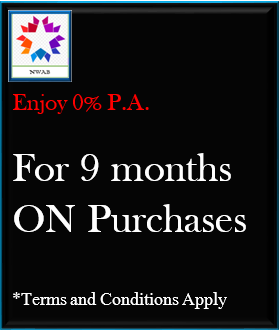 NWAB
Enjoy 0% P.A.
For 9 months
ON Purchases
*Terms and Conditions Apply